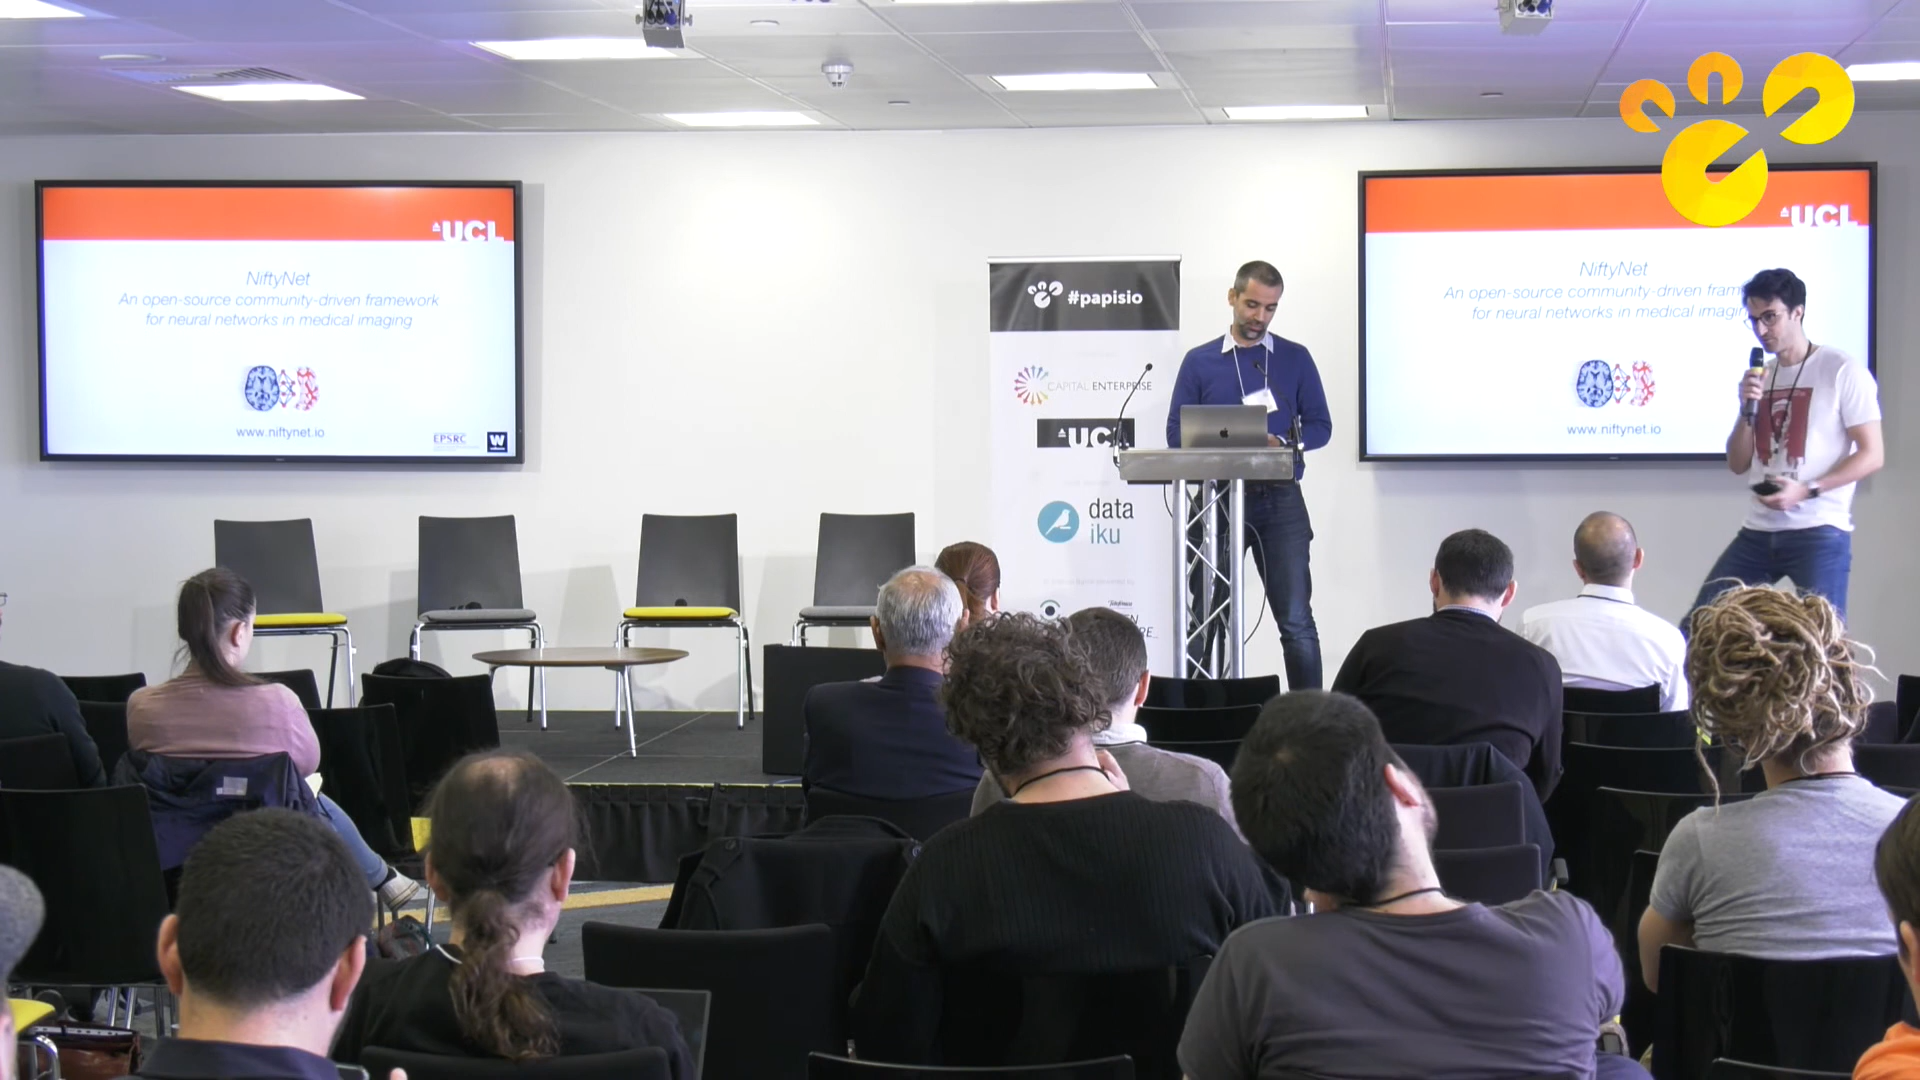 UCL
NiftyNet
An open-source community-driven framework
for neural networks in medical imaging
www.niftynet.io
EPSRC
W
#papisio
CAPITAL ENTERPRISE
UCL
data
iku
UCL
NiftyNet
An open-source community-driven fram
for neural networks in medical imagin
www.niftynet.io